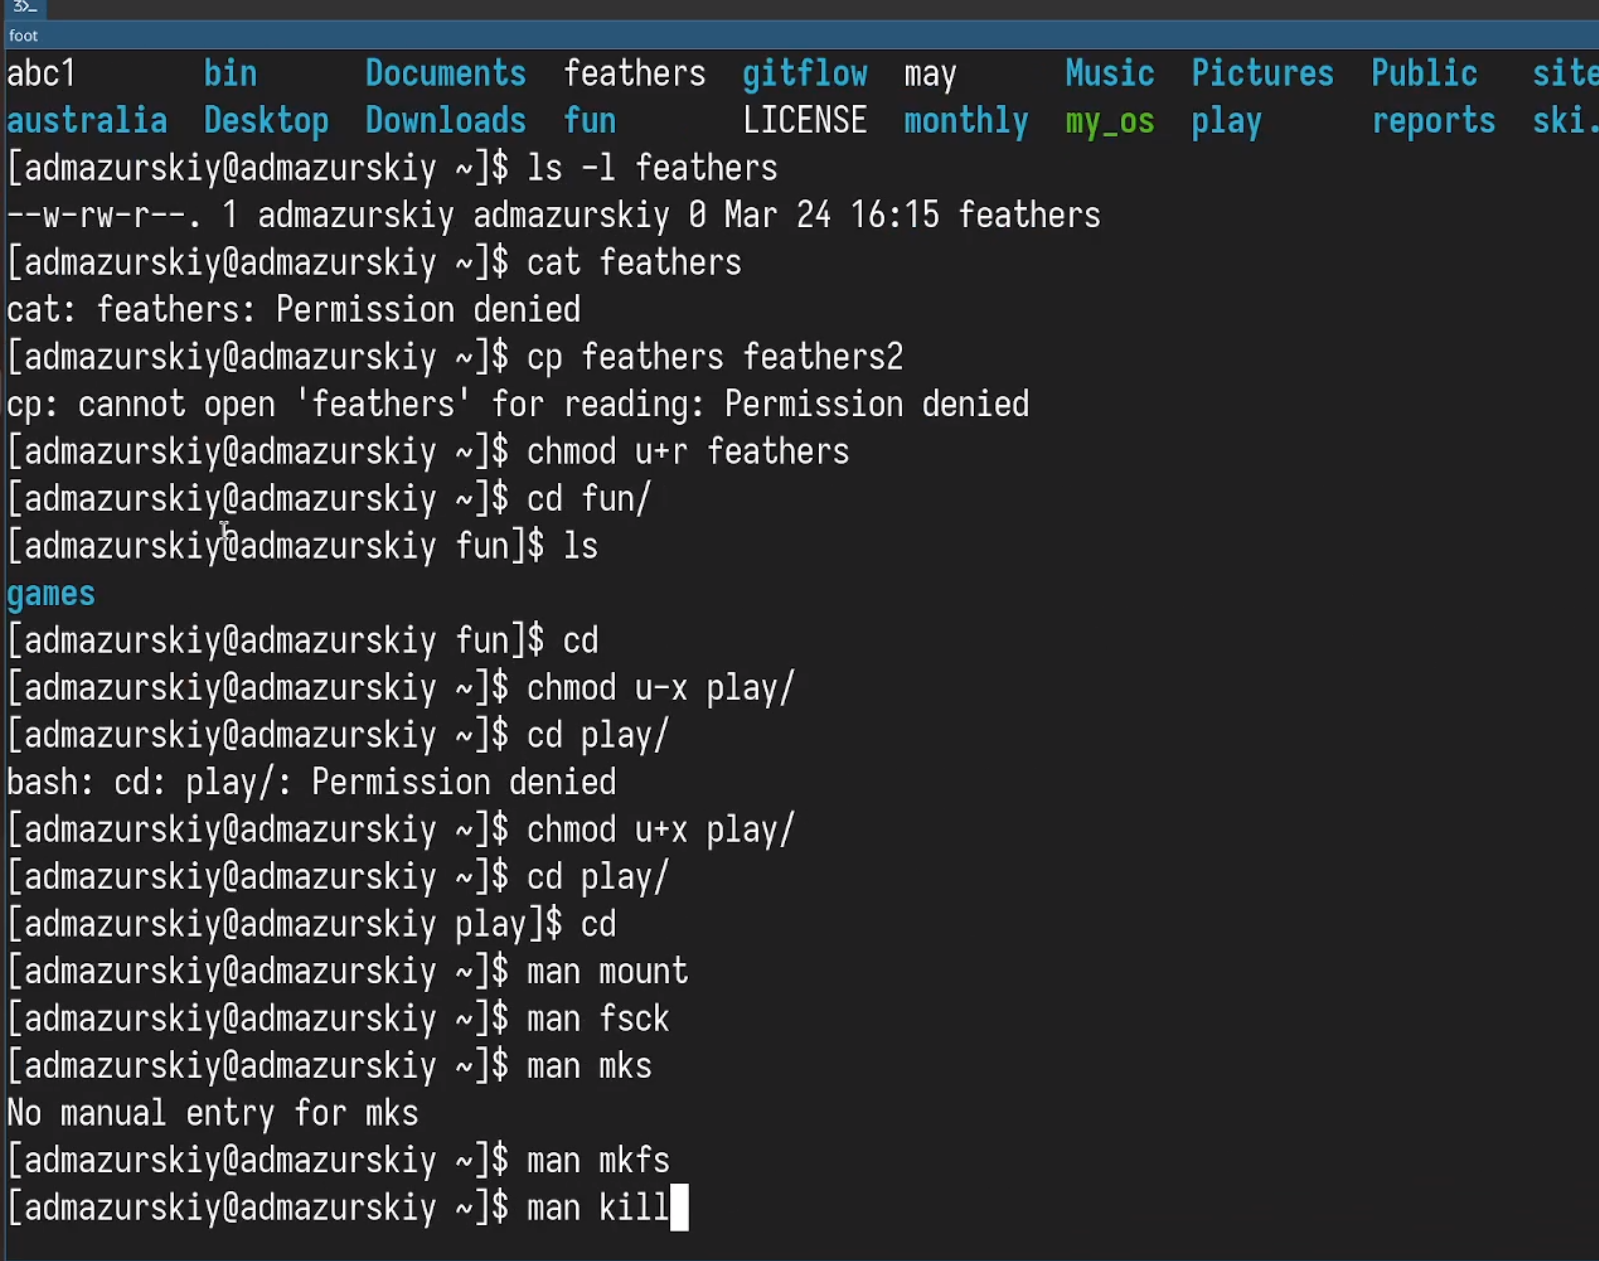 foot
abc1 bin Documents feathers gitflow may Music Pictures Public
australia Desktop Downloads fun LICENSE monthly my_os play reports ski.
[admazurskiy@admazurskiy ~]$ ls -l feathers
--w-rw-r--. 1 admazurskiy admazurskiy 0 Mar 24 16:15 feathers
[admazurskiy@admazurskiy ~]$ cat feathers
cat: feathers: Permission denied
[admazurskiy@admazurskiy ~]$ cp feathers feathers2
cp: cannot open 'feathers' for reading: Permission denied
[admazurskiy@admazurskiy ~]$ chmod u+r feathers
[admazurskiy@admazurskiy ~]$ cd fun/
[admazurskiy@admazurskiy fun]$ ls
games
[admazurskiy@admazurskiy fun]$ cd
[admazurskiy@admazurskiy ~]$ chmod u-x play/
[admazurskiy@admazurskiy ~]$ cd play/
bash: cd: play/: Permission denied
[admazurskiy@admazurskiy ~]$ chmod u+x play/
[admazurskiy@admazurskiy ~]$ cd play/
[admazurskiy@admazurskiy play]$ cd
[admazurskiy@admazurskiy ~]$ man mount
[admazurskiy@admazurskiy ~]$ man fsck
[admazurskiy@admazurskiy ~]$ man mks
No manual entry for mks
[admazurskiy@admazurskiy ~]$ man mkfs
[admazurskiy@admazurskiy ~]$ man kill